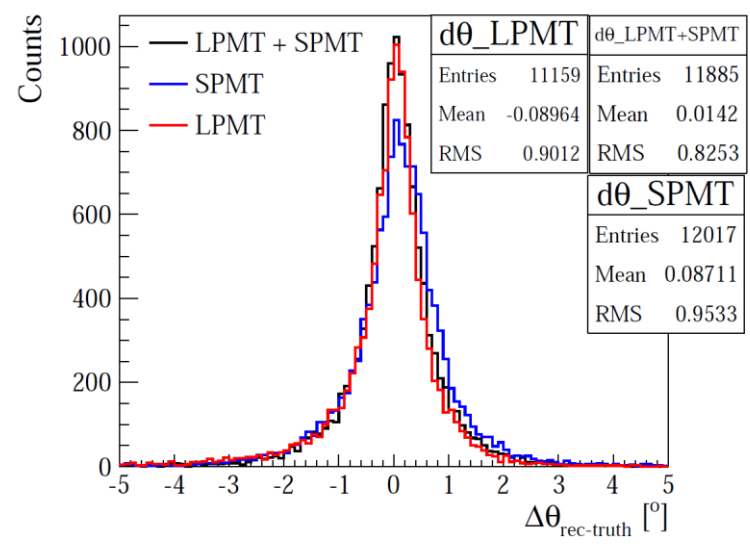 Counts
1000
800
600
400
200
0
LPMT + SPMT
SPMT
LPMT
dθ_LPMT
Entries 11159
Mean -0.08964
RMS 0.9012
dθ_LPMT+SPMT
Entries 11885
Mean 0.0142
RMS 0.8253
dθ_SPMT
Entries 12017
Mean 0.08711
RMS 0.9533
-5 -4 -3 -2 -1 0 1 2 3 4 5
Δθrec-truth [°]